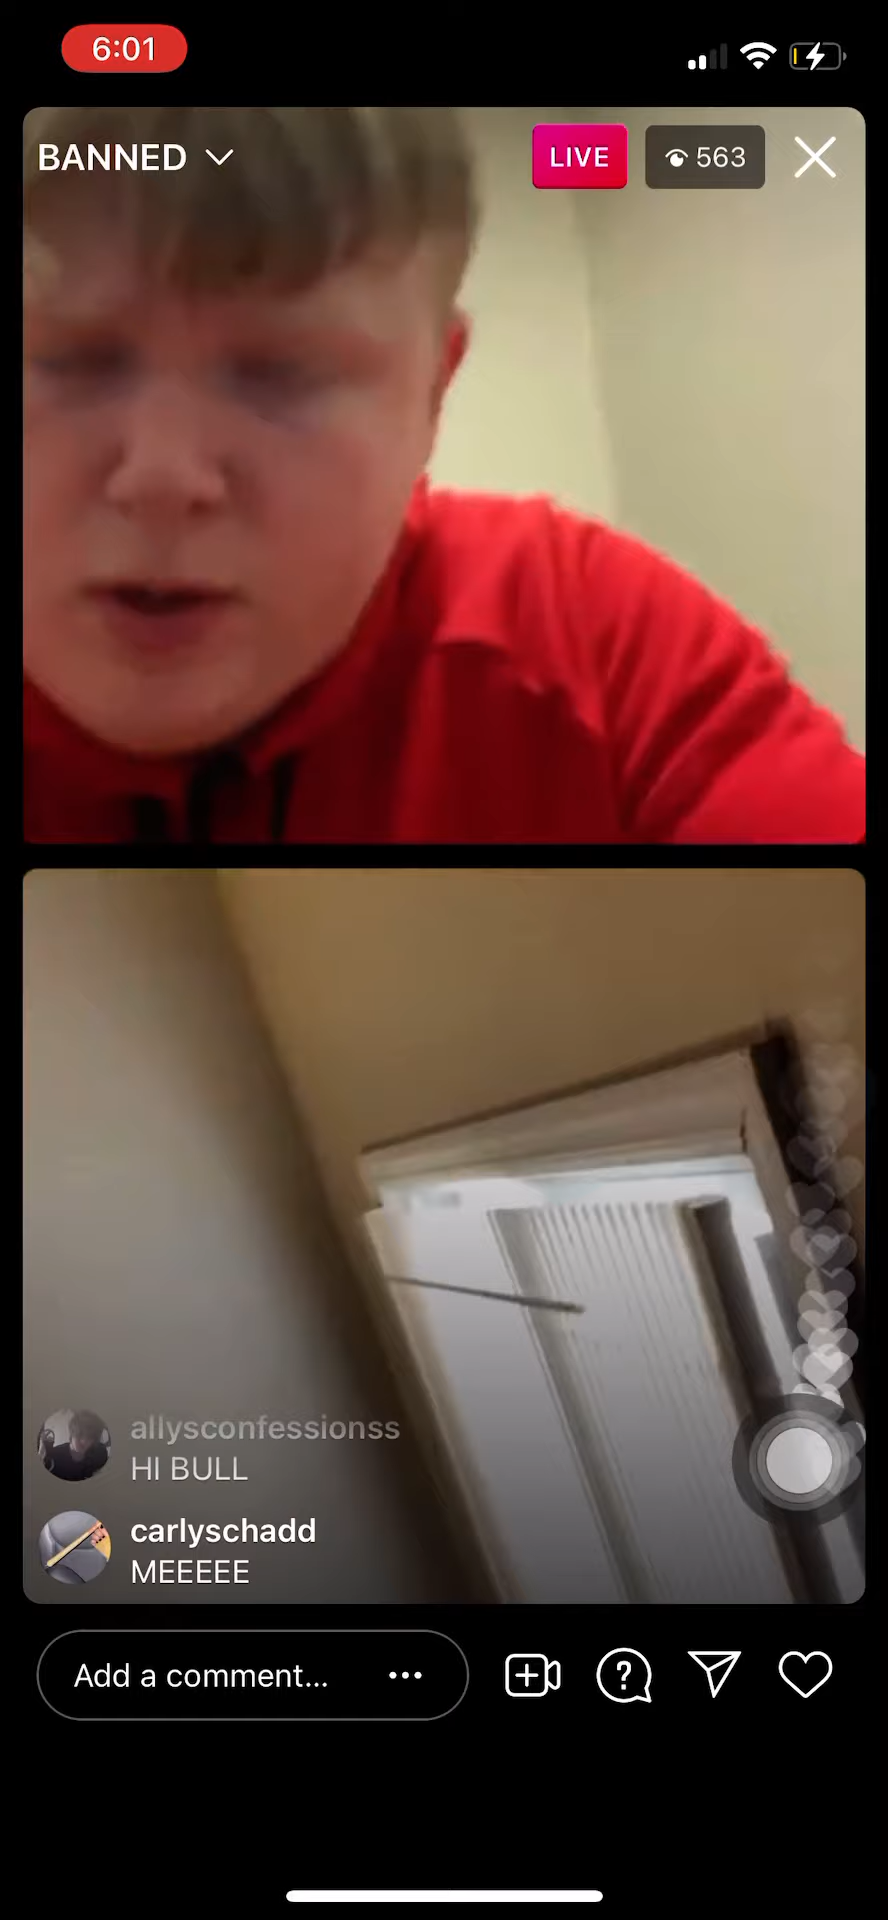 6:01
BANNED
LIVE
563
allysconfessionss
HI BULL
carlyschadd
MEEEEE
Add a comment...